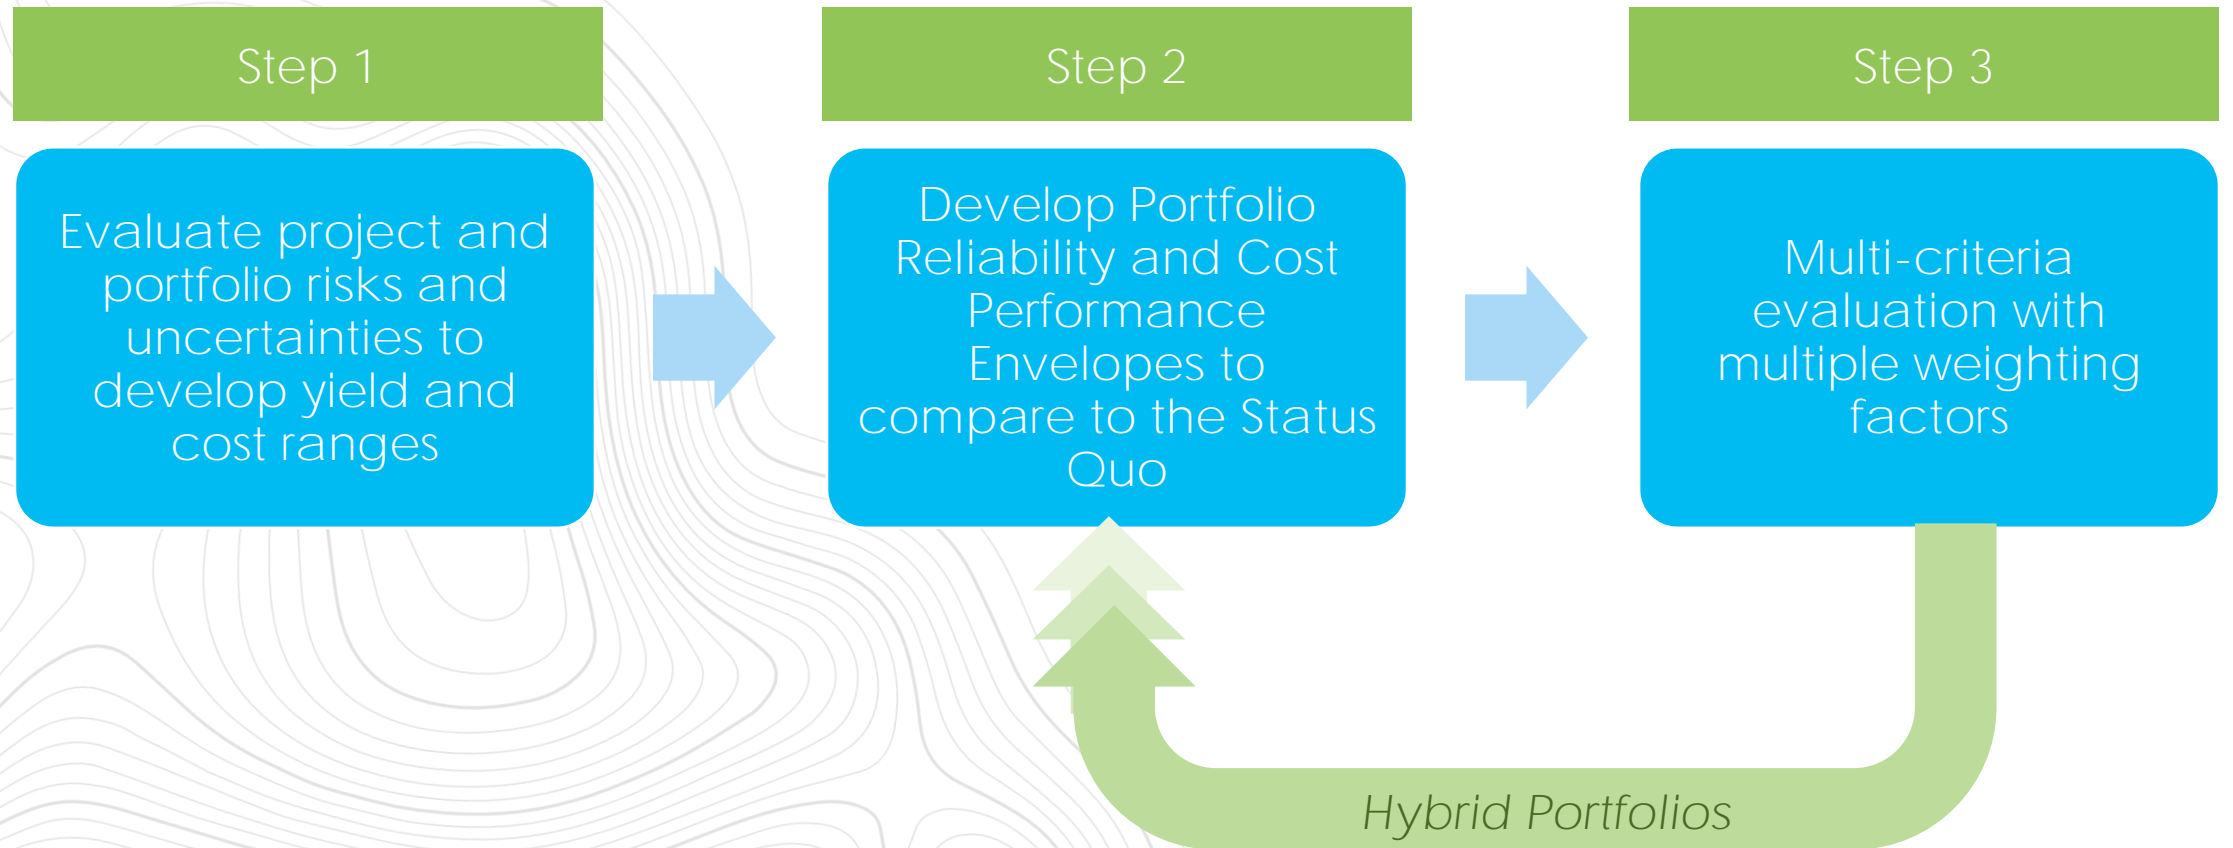 Step 1
Evaluate project and
portfolio risks and
uncertainties to
develop yield and
cost ranges
Step 2
Develop Portfolio
Reliability and Cost
Performance
Envelopes to
compare to the Status
Quo
Step 3
Multi-criteria
evaluation with
multiple weighting
factors
Hybrid Portfolios